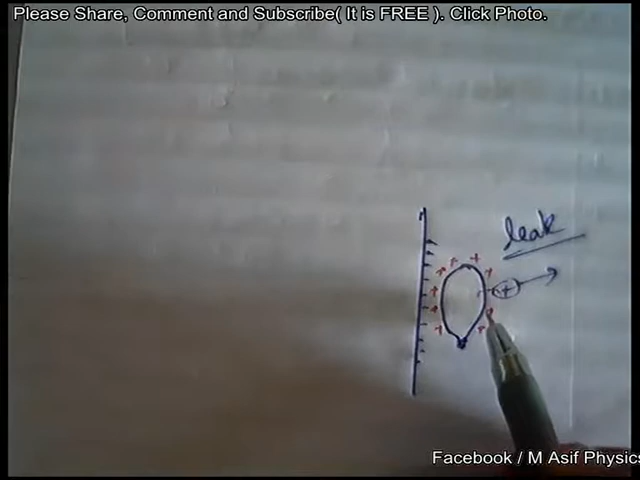 Please Share, Comment and Subscribe( It is FREE ). Click Photo.
leak
Facebook / M Asif Physics